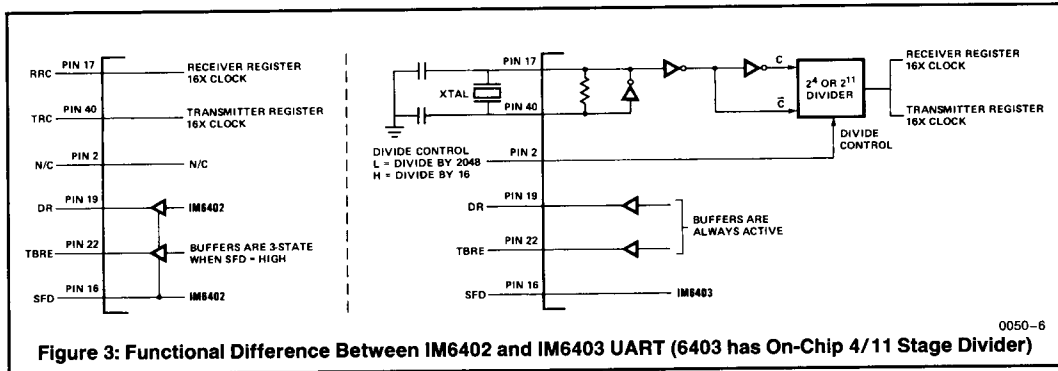 RRC PIN 17 RECEIVER REGISTER
16X CLOCK
TRC PIN 40 TRANSMITTER REGISTER
16X CLOCK
N/C PIN 2 N/C
DR PIN 19 IM6402
TBRE PIN 22 BUFFERS ARE 3-STATE
WHEN SFD = HIGH
SFD PIN 16 IM6402
PIN 17
XTAL
PIN 40
C
C̅
2⁴ OR 2¹¹
DIVIDER
RECEIVER REGISTER
16X CLOCK
TRANSMITTER REGISTER
16X CLOCK
DIVIDE CONTROL
L = DIVIDE BY 2048
H = DIVIDE BY 16
PIN 2
DIVIDE
CONTROL
DR PIN 19
BUFFERS ARE
ALWAYS ACTIVE
TBRE PIN 22
SFD PIN 16 IM6403
0050-6
Figure 3: Functional Difference Between IM6402 and IM6403 UART (6403 has On-Chip 4/11 Stage Divider)